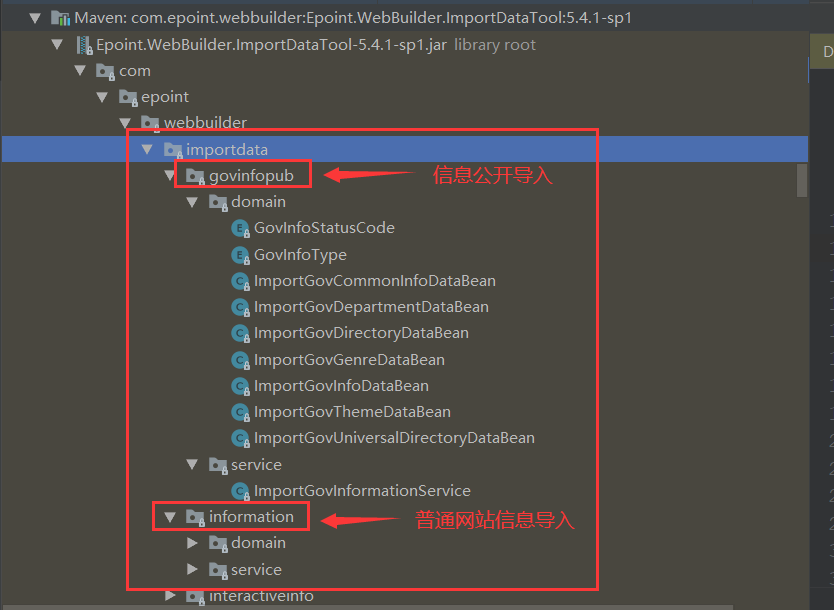 Maven: com.epoint.webbuilder:Epoint.WebBuilder.ImportDataTool:5.4.1-sp1
Epoint.WebBuilder.ImportDataTool-5.4.1-sp1.jar library root
D
com
epoint
webbuilder
importdata
govinfopub 信息公开导入
domain
GovInfoStatusCode
GovInfoType
ImportGovCommonInfoDataBean
ImportGovDepartmentDataBean
ImportGovDirectoryDataBean
ImportGovGenreDataBean
ImportGovInfoDataBean
ImportGovThemeDataBean
ImportGovUniversalDirectoryDataBean
service
ImportGovInformationService
information 普通网站信息导入
domain
service
interactiveinfo